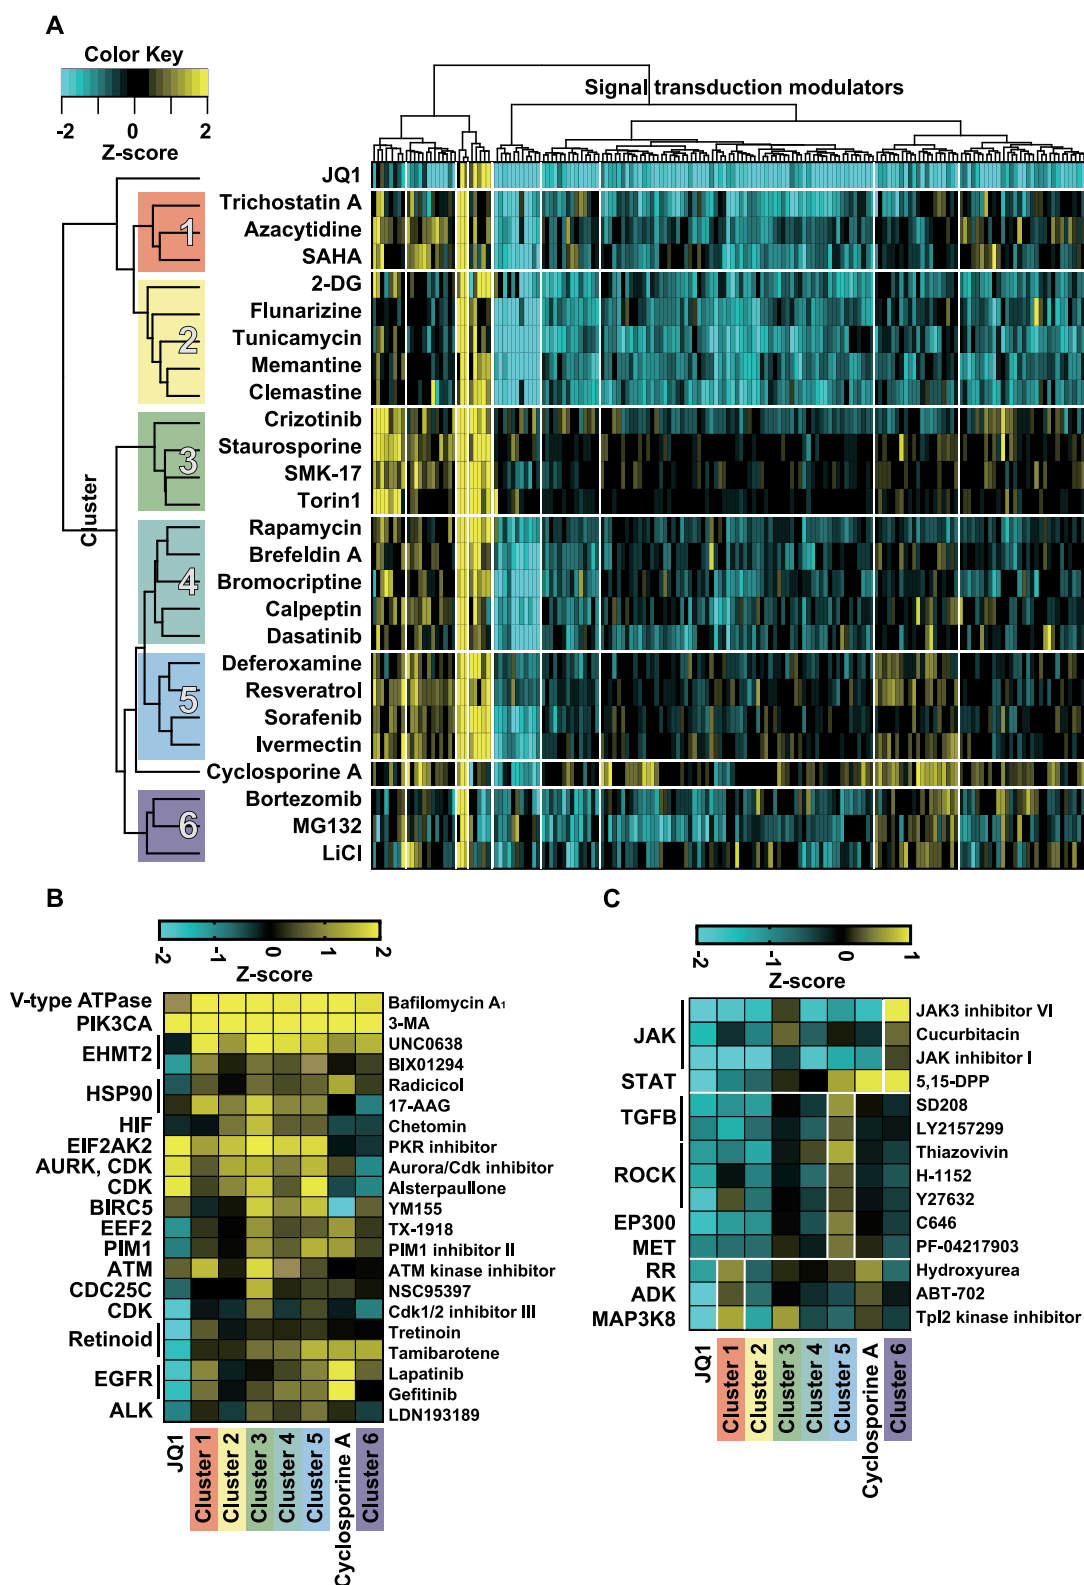 A
Color Key
-2 0 2
Z-score
Signal transduction modulators
Cluster
JQ1
1
Trichostatin A
Azacytidine
SAHA
2
2-DG
Flunarizine
Tunicamycin
Memantine
Clemastine
3
Crizotinib
Staurosporine
SMK-17
Torin1
4
Rapamycin
Brefeldin A
Bromocriptine
Calpeptin
Dasatinib
5
Deferoxamine
Resveratrol
Sorafenib
Ivermectin
Cyclosporine A
6
Bortezomib
MG132
LiCl
B
-2 -1 0 1 2
Z-score
V-type ATPase Bafilomycin A1
PIK3CA 3-MA
EHMT2 UNC0638
BIX01294
HSP90 Radicicol
17-AAG
HIF Chetomin
EIF2AK2 PKR inhibitor
AURK, CDK Aurora/Cdk inhibitor
CDK Alsterpaullone
BIRC5 YM155
EEF2 TX-1918
PIM1 PIM1 inhibitor II
ATM ATM kinase inhibitor
CDC25C NSC95397
CDK Cdk1/2 inhibitor III
Retinoid Tretinoin
Tamibarotene
EGFR Lapatinib
Gefitinib
ALK LDN193189
JQ1
Cluster 1
Cluster 2
Cluster 3
Cluster 4
Cluster 5
Cyclosporine A
Cluster 6
C
-2 -1 0 1
Z-score
JAK JAK3 inhibitor VI
Cucurbitacin
JAK inhibitor I
STAT 5,15-DPP
TGFB SD208
LY2157299
ROCK Thiazovivin
H-1152
Y27632
EP300 C646
MET PF-04217903
RR Hydroxyurea
ADK ABT-702
MAP3K8 Tpl2 kinase inhibitor
JQ1
Cluster 1
Cluster 2
Cluster 3
Cluster 4
Cluster 5
Cyclosporine A
Cluster 6